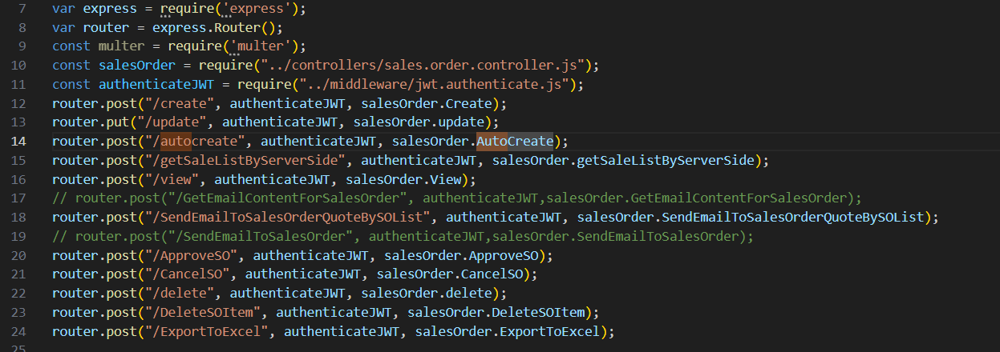 7 var express = require('express');
8 var router = express.Router();
9 const multer = require('multer');
10 const salesOrder = require("../controllers/sales.order.controller.js");
11 const authenticateJWT = require("../middleware/jwt.authenticate.js");
12 router.post("/create", authenticateJWT, salesOrder.Create);
13 router.put("/update", authenticateJWT, salesOrder.update);
14 router.post("/autocreate", authenticateJWT, salesOrder.AutoCreate);
15 router.post("/getSaleListByServerSide", authenticateJWT, salesOrder.getSaleListByServerSide);
16 router.post("/view", authenticateJWT, salesOrder.View);
17 // router.post("/GetEmailContentForSalesOrder", authenticateJWT,salesOrder.GetEmailContentForSalesOrder);
18 router.post("/SendEmailToSalesOrderQuoteBySOList", authenticateJWT, salesOrder.SendEmailToSalesOrderQuoteBySOList);
19 // router.post("/SendEmailToSalesOrder", authenticateJWT,salesOrder.SendEmailToSalesOrder);
20 router.post("/ApproveSO", authenticateJWT, salesOrder.ApproveSO);
21 router.post("/CancelSO", authenticateJWT, salesOrder.CancelSO);
22 router.post("/delete", authenticateJWT, salesOrder.delete);
23 router.post("/DeleteSOItem", authenticateJWT, salesOrder.DeleteSOItem);
24 router.post("/ExportToExcel", authenticateJWT, salesOrder.ExportToExcel);
25